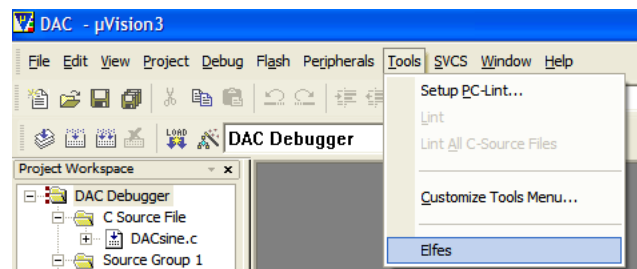 DAC - µVision3
File Edit View Project Debug Flash Peripherals Tools SVCS Window Help
Setup PC-Lint...
Lint
Lint All C-Source Files
LOAD
DAC Debugger
Customize Tools Menu...
Project Workspace
DAC Debugger
C Source File
DACsine.c
Elfes
Source Group 1